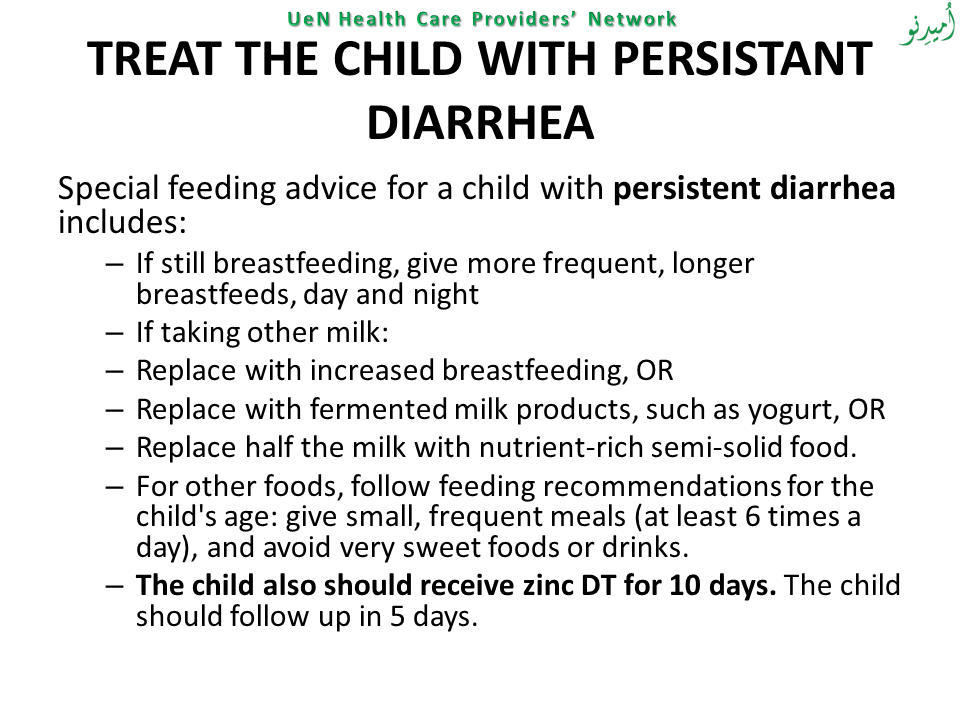 UeN Health Care Providers’ Network
اُمیدِنو
TREAT THE CHILD WITH PERSISTANT
DIARRHEA
Special feeding advice for a child with persistent diarrhea
includes:
– If still breastfeeding, give more frequent, longer
breastfeeds, day and night
– If taking other milk:
– Replace with increased breastfeeding, OR
– Replace with fermented milk products, such as yogurt, OR
– Replace half the milk with nutrient-rich semi-solid food.
– For other foods, follow feeding recommendations for the
child's age: give small, frequent meals (at least 6 times a
day), and avoid very sweet foods or drinks.
– The child also should receive zinc DT for 10 days. The child
should follow up in 5 days.